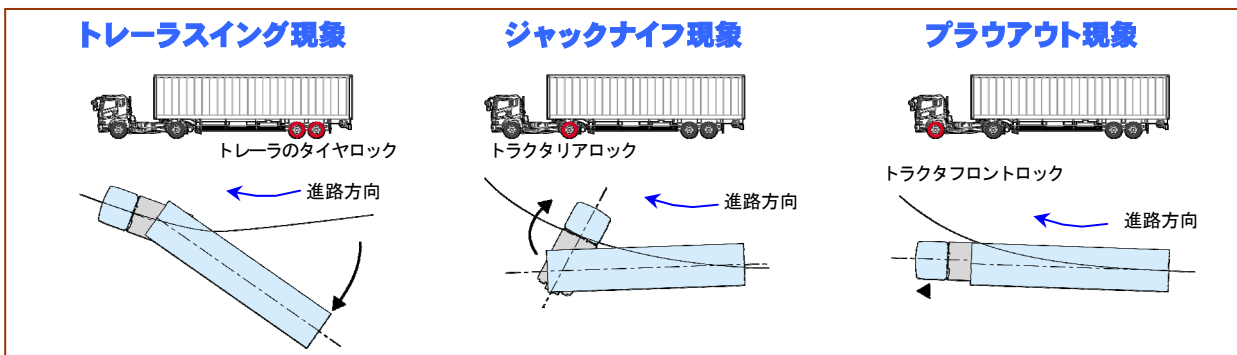 トレーラスイング現象
ジャックナイフ現象
プラウアウト現象
トレーラのタイヤロック
トラクタリアロック
トラクタフロントロック
進路方向
進路方向
進路方向